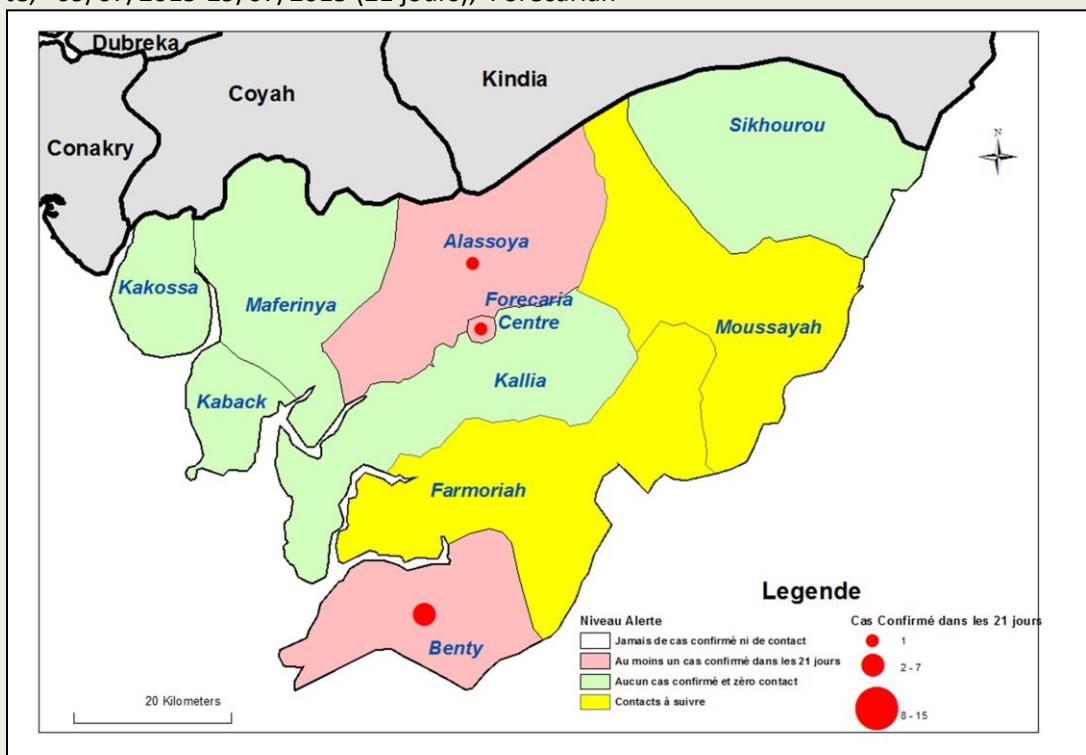 Dubreka
Coyah
Kindia
Conakry
Sikhourou
N
Alassoya
Kakossa
Maferinya
Forecaria
Centre
Moussayah
Kallia
Kaback
Farmoriah
Benty
Legende
Niveau Alerte
Jamais de cas confirmé ni de contact
Au moins un cas confirmé dans les 21 jours
Aucun cas confirmé et zéro contact
Contacts à suivre
Cas Confirmé dans les 21 jours
1
2 - 7
8 - 15
20 Kilometers